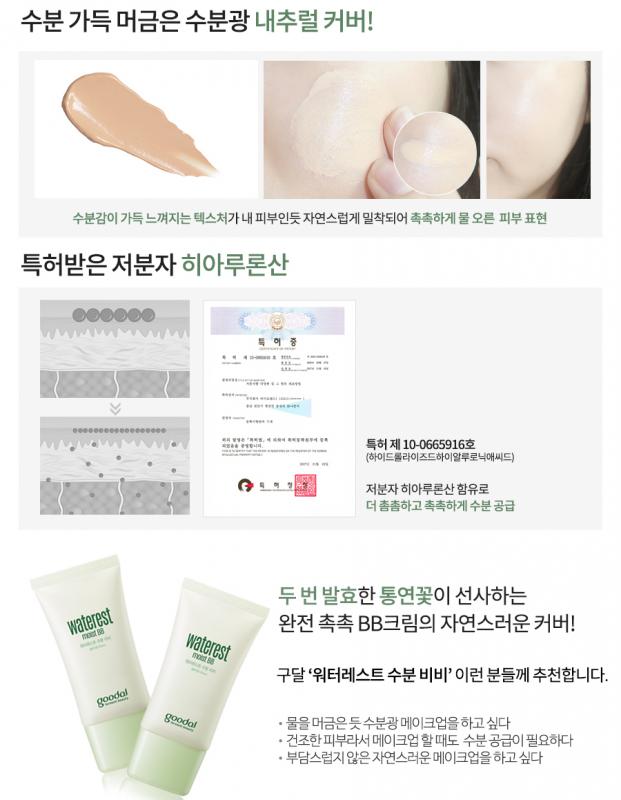 수분 가득 머금은 수분광 내추럴 커버!
수분감이 가득 느껴지는 텍스처가 내 피부인듯 자연스럽게 밀착되어 촉촉하게 물 오른 피부 표현
특허받은 저분자 히아루론산
특 허 증
특 허 제 10-0665916 호
특 허 청
특허 제 10-0665916호
(하이드롤라이즈드하이알루로닉애씨드)
저분자 히아루론산 함유로
더 촘촘하고 촉촉하게 수분 공급
두 번 발효한 통연꽃이 선사하는
완전 촉촉 BB크림의 자연스러운 커버!
구달 ‘워터레스트 수분 비비’ 이런 분들께 추천합니다.
• 물을 머금은 듯 수분광 메이크업을 하고 싶다
• 건조한 피부라서 메이크업 할 때도 수분 공급이 필요하다
• 부담스럽지 않은 자연스러운 메이크업을 하고 싶다
waterest
moist BB
goodal
waterest
moist BB
goodal